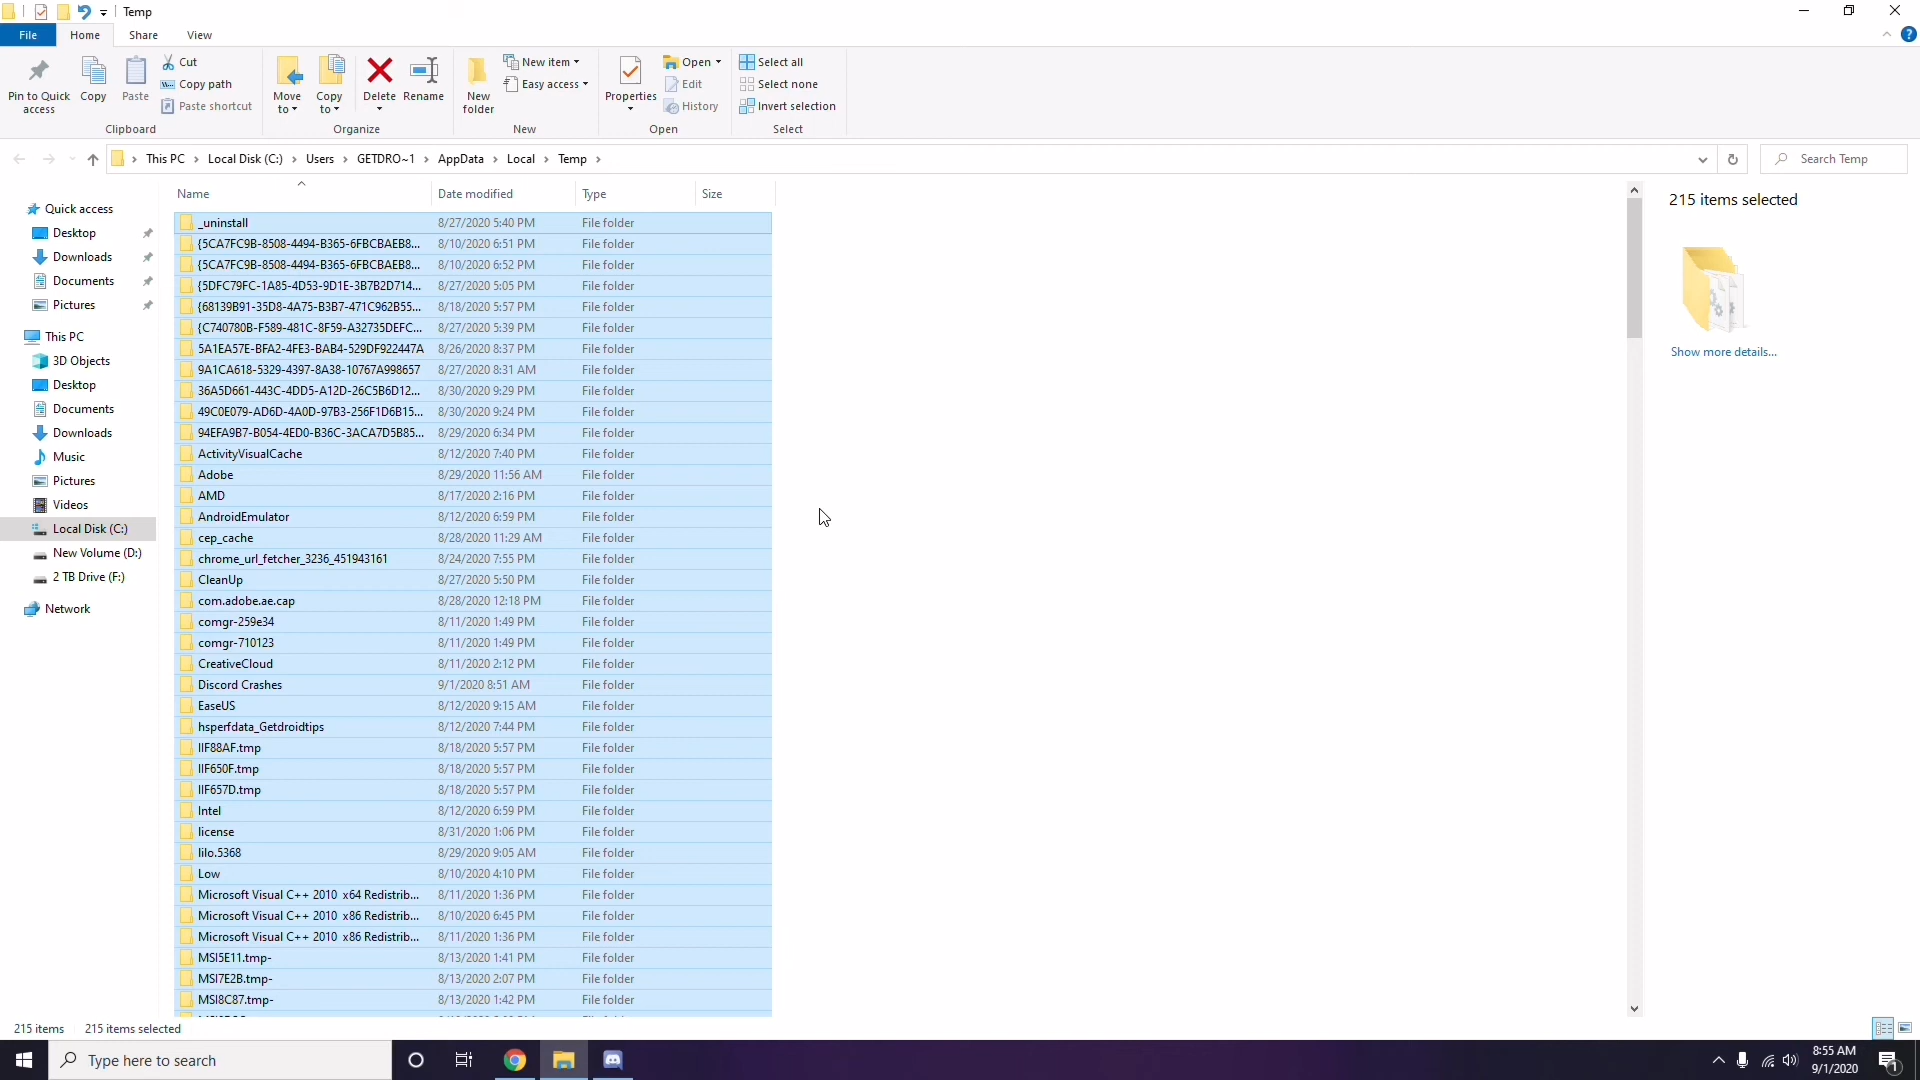 Temp
File Home Share View
Pin to Quick access
Copy
Paste
Cut
Copy path
Paste shortcut
Clipboard
Move to
Copy to
Delete
Rename
Organize
New folder
New item
Easy access
New
Properties
Open
Edit
History
Open
Select all
Select none
Invert selection
Select
This PC > Local Disk (C:) > Users > GETDRO~1 > AppData > Local > Temp >
Search Temp
Quick access
Desktop
Downloads
Documents
Pictures
This PC
3D Objects
Desktop
Documents
Downloads
Music
Pictures
Videos
Local Disk (C:)
New Volume (D:)
2 TB Drive (F:)
Network
Name Date modified Type Size
_uninstall 8/27/2020 5:40 PM File folder
{5CA7FC9B-8508-4494-B365-6FBCBAEB8... 8/10/2020 6:51 PM File folder
{5CA7FC9B-8508-4494-B365-6FBCBAEB8... 8/10/2020 6:52 PM File folder
{5DFC79FC-1A85-4D53-9D1E-3B7B2D714... 8/27/2020 5:05 PM File folder
{68139B91-35D8-4A75-B3B7-471C962B55... 8/18/2020 5:57 PM File folder
{C740780B-F589-481C-8F59-A32735DEFC... 8/27/2020 5:39 PM File folder
5A1EA57E-BFA2-4FE3-BAB4-529DF922447A 8/26/2020 8:37 PM File folder
9A1CA618-5329-4397-8A38-10767A998657 8/27/2020 8:31 AM File folder
36A5D661-443C-4DD5-A12D-26C5B6D12... 8/30/2020 9:29 PM File folder
49C0E079-AD6D-4A0D-97B3-256F1D6B15... 8/30/2020 9:24 PM File folder
94EFA9B7-B054-4ED0-B36C-3ACA7D5B85... 8/29/2020 6:34 PM File folder
ActivityVisualCache 8/12/2020 7:40 PM File folder
Adobe 8/29/2020 11:56 AM File folder
AMD 8/17/2020 2:16 PM File folder
AndroidEmulator 8/12/2020 6:59 PM File folder
cep_cache 8/28/2020 11:29 AM File folder
chrome_url_fetcher_3236_451943161 8/24/2020 7:55 PM File folder
CleanUp 8/27/2020 5:50 PM File folder
com.adobe.ae.cap 8/28/2020 12:18 PM File folder
comgr-259e34 8/11/2020 1:49 PM File folder
comgr-710123 8/11/2020 1:49 PM File folder
CreativeCloud 8/11/2020 2:12 PM File folder
Discord Crashes 9/1/2020 8:51 AM File folder
EaseUS 8/12/2020 9:15 AM File folder
hsperfdata_Getdroidtips 8/12/2020 7:44 PM File folder
IIF88AF.tmp 8/18/2020 5:57 PM File folder
IIF650F.tmp 8/18/2020 5:57 PM File folder
IIF657D.tmp 8/18/2020 5:57 PM File folder
Intel 8/12/2020 6:59 PM File folder
license 8/31/2020 1:06 PM File folder
lilo.5368 8/29/2020 9:05 AM File folder
Low 8/10/2020 4:10 PM File folder
Microsoft Visual C++ 2010 x64 Redistrib... 8/11/2020 1:36 PM File folder
Microsoft Visual C++ 2010 x86 Redistrib... 8/10/2020 6:45 PM File folder
Microsoft Visual C++ 2010 x86 Redistrib... 8/11/2020 1:36 PM File folder
MSI5E11.tmp- 8/13/2020 1:41 PM File folder
MSI7E2B.tmp- 8/13/2020 2:07 PM File folder
MSI8C87.tmp- 8/13/2020 1:42 PM File folder
215 items selected
Show more details...
215 items 215 items selected
Type here to search
8:55 AM
9/1/2020
1